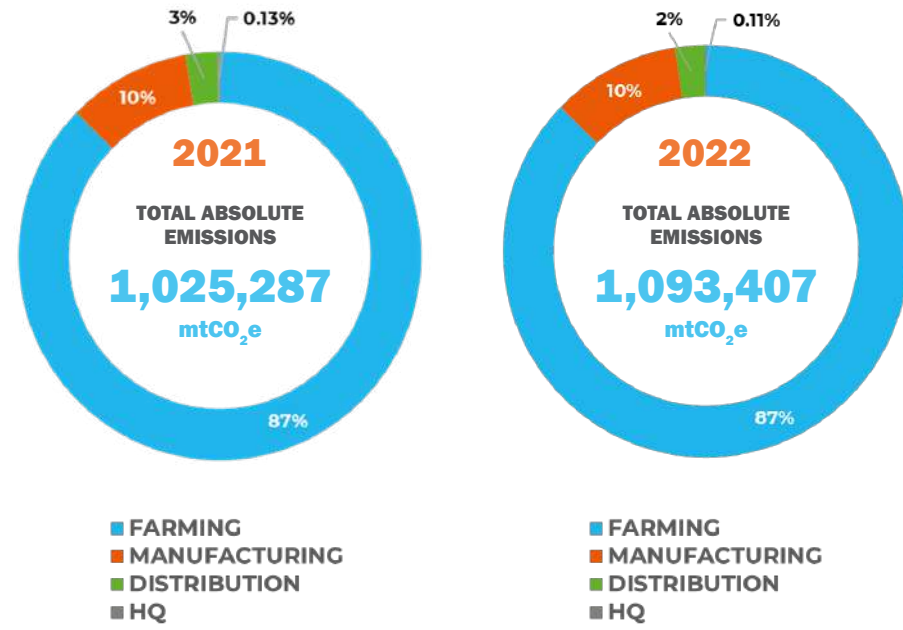 3%
0.13%
10%
2021
TOTAL ABSOLUTE
EMISSIONS
1,025,287
mtCO₂e
87%
FARMING
MANUFACTURING
DISTRIBUTION
HQ
2%
0.11%
10%
2022
TOTAL ABSOLUTE
EMISSIONS
1,093,407
mtCO₂e
87%
FARMING
MANUFACTURING
DISTRIBUTION
HQ